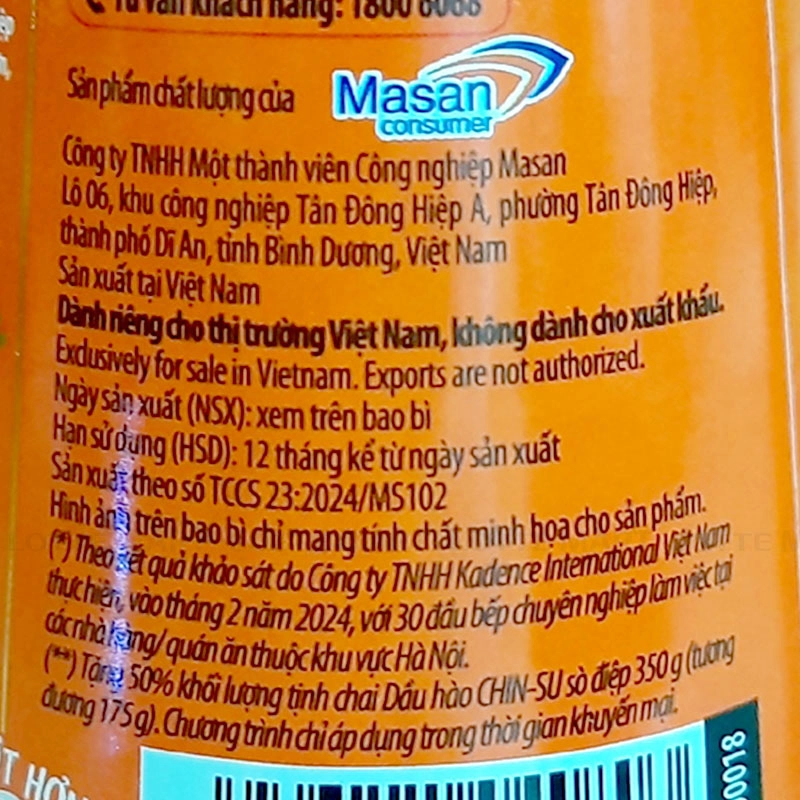 Tư vấn khách hàng: 1800 6068
Sản phẩm chất lượng của
Masan
consumer
Công ty TNHH Một thành viên Công nghiệp Masan
Lô 06, khu công nghiệp Tân Đông Hiệp A, phường Tân Đông Hiệp,
thành phố Dĩ An, tỉnh Bình Dương, Việt Nam
Sản xuất tại Việt Nam
Dành riêng cho thị trường Việt Nam, không dành cho xuất khẩu.
Exclusively for sale in Vietnam. Exports are not authorized.
Ngày sản xuất (NSX): xem trên bao bì
Hạn sử dụng (HSD): 12 tháng kể từ ngày sản xuất
Sản xuất theo số TCCS 23:2024/MS102
Hình ảnh trên bao bì chỉ mang tính chất minh họa cho sản phẩm.
(*) Theo kết quả khảo sát do Công ty TNHH Kadence International Việt Nam
thực hiện, vào tháng 2 năm 2024, với 30 đầu bếp chuyên nghiệp làm việc tại
các nhà hàng/ quán ăn thuộc khu vực Hà Nội.
(**) Tặng 50% khối lượng tịnh chai Dầu hào CHIN-SU sò điệp 350 g (tương
đương 175 g). Chương trình chỉ áp dụng trong thời gian khuyến mại.
0018